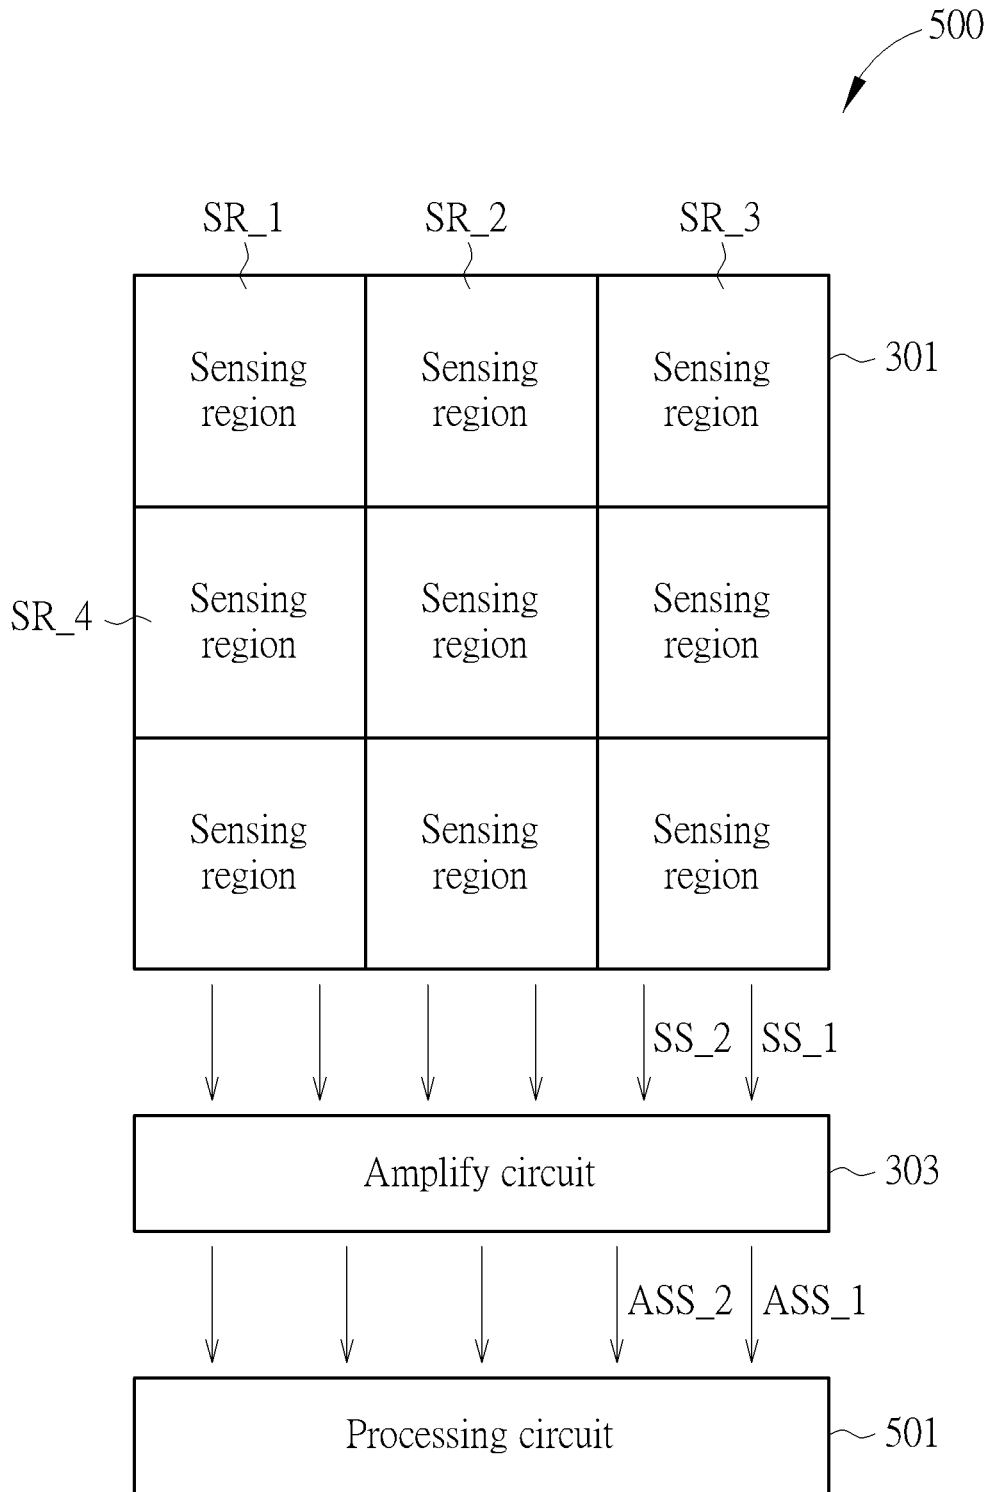 500
SR_1 SR_2 SR_3
Sensing region
Sensing region
Sensing region
301
SR_4
Sensing region
Sensing region
Sensing region
Sensing region
Sensing region
Sensing region
SS_2 SS_1
Amplify circuit
303
ASS_2 ASS_1
Processing circuit
501